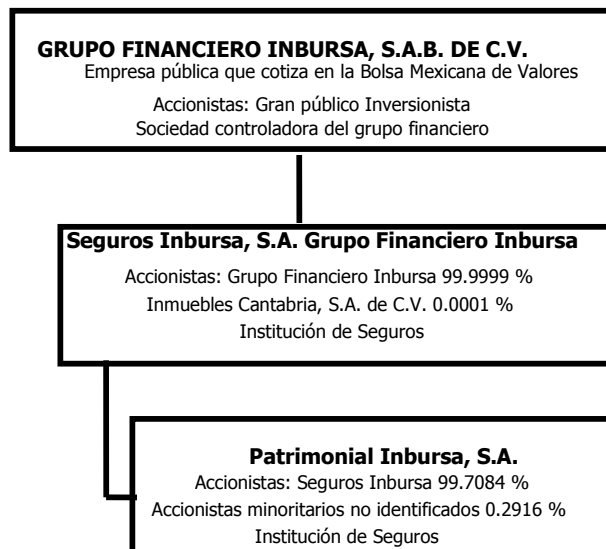 GRUPO FINANCIERO INBURSA, S.A.B. DE C.V.
Empresa pública que cotiza en la Bolsa Mexicana de Valores
Accionistas: Gran público Inversionista
Sociedad controladora del grupo financiero
Seguros Inbursa, S.A. Grupo Financiero Inbursa
Accionistas: Grupo Financiero Inbursa 99.9999 %
Inmuebles Cantabria, S.A. de C.V. 0.0001 %
Institución de Seguros
Patrimonial Inbursa, S.A.
Accionistas: Seguros Inbursa 99.7084 %
Accionistas minoritarios no identificados 0.2916 %
Institución de Seguros